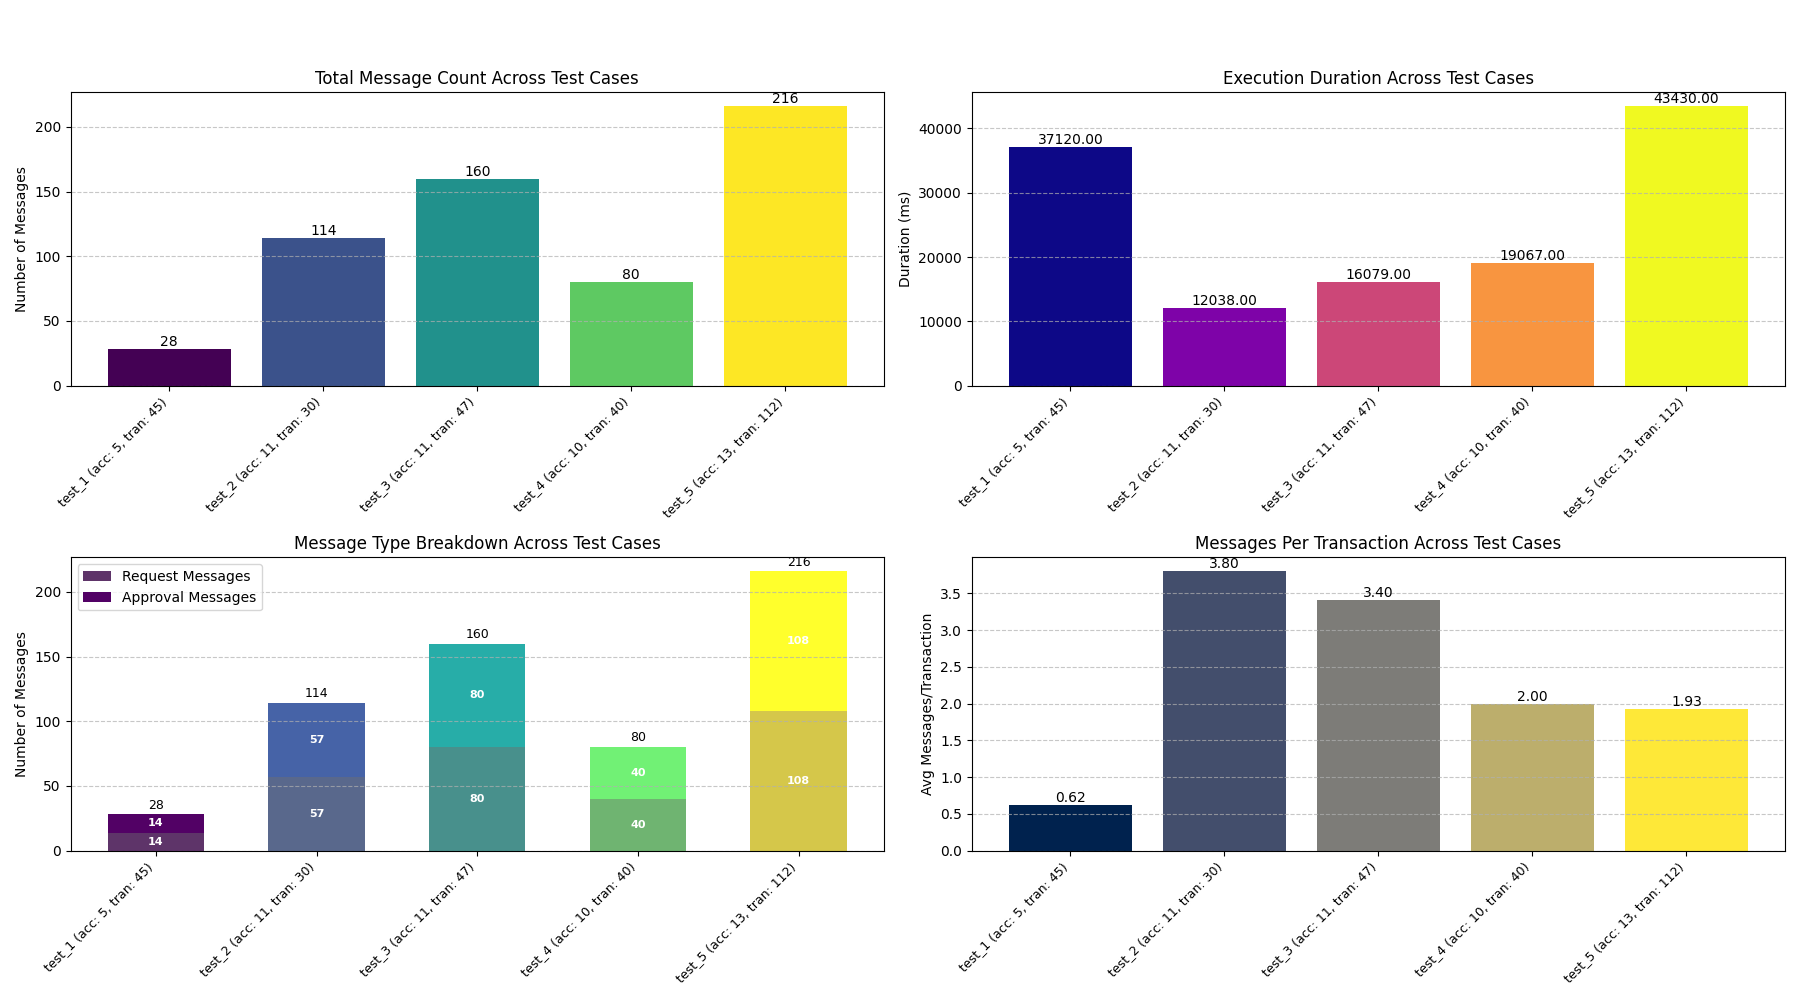 Total Message Count Across Test Cases
Number of Messages
200
150
100
50
0
28
114
160
80
216
test_1 (acc: 5, tran: 45)
test_2 (acc: 11, tran: 30)
test_3 (acc: 11, tran: 47)
test_4 (acc: 10, tran: 40)
test_5 (acc: 13, tran: 112)
Execution Duration Across Test Cases
Duration (ms)
40000
30000
20000
10000
0
37120.00
12038.00
16079.00
19067.00
43430.00
test_1 (acc: 5, tran: 45)
test_2 (acc: 11, tran: 30)
test_3 (acc: 11, tran: 47)
test_4 (acc: 10, tran: 40)
test_5 (acc: 13, tran: 112)
Message Type Breakdown Across Test Cases
Number of Messages
Request Messages
Approval Messages
200
150
100
50
0
28
14
14
114
57
57
160
80
80
80
40
40
216
108
108
test_1 (acc: 5, tran: 45)
test_2 (acc: 11, tran: 30)
test_3 (acc: 11, tran: 47)
test_4 (acc: 10, tran: 40)
test_5 (acc: 13, tran: 112)
Messages Per Transaction Across Test Cases
Avg Messages/Transaction
3.5
3.0
2.5
2.0
1.5
1.0
0.5
0.0
0.62
3.80
3.40
2.00
1.93
test_1 (acc: 5, tran: 45)
test_2 (acc: 11, tran: 30)
test_3 (acc: 11, tran: 47)
test_4 (acc: 10, tran: 40)
test_5 (acc: 13, tran: 112)